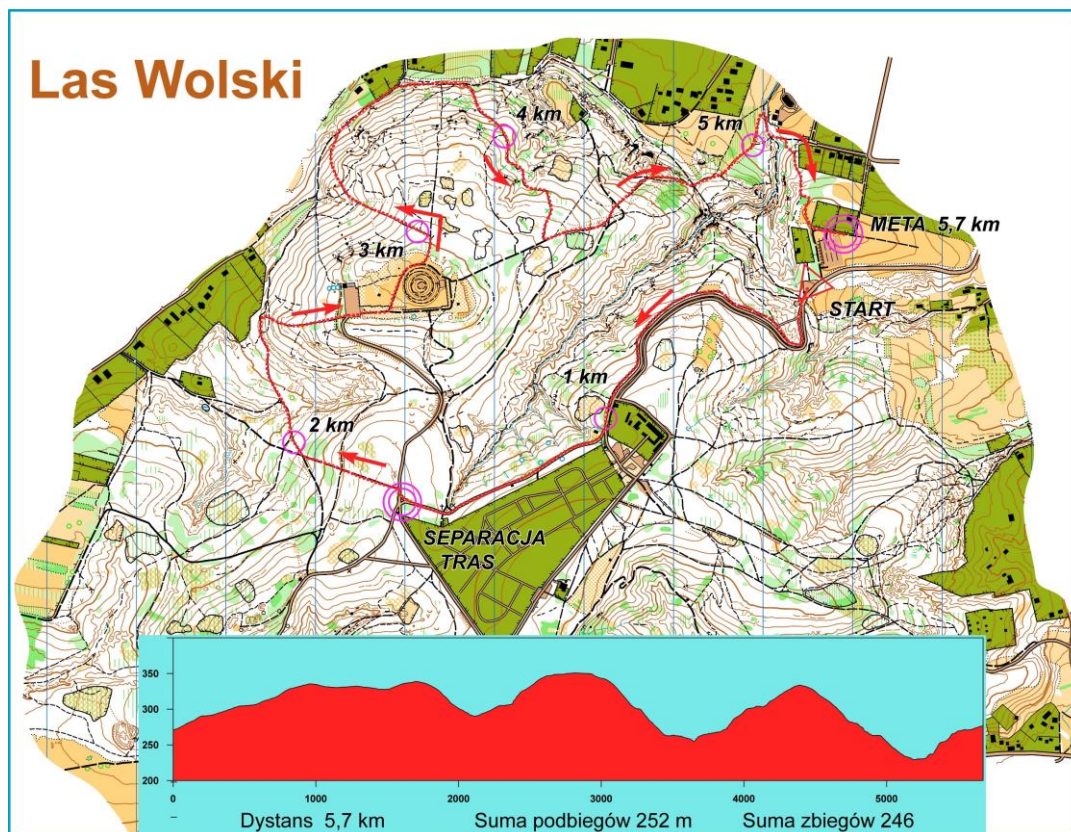 Las Wolski
4 km
5 km
META 5,7 km
3 km
START
1 km
2 km
SEPARACJA
TRAS
350
300
250
200
0 1000 2000 3000 4000 5000
Dystans 5,7 km Suma podbiegów 252 m Suma zbiegów 246